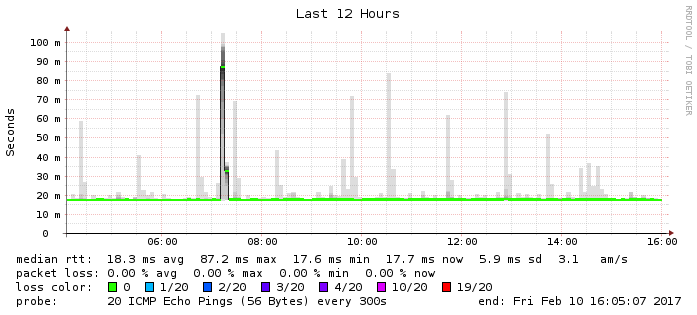 Last 12 Hours
RRDTOOL / TOBI OETIKER
Seconds
100 m
90 m
80 m
70 m
60 m
50 m
40 m
30 m
20 m
10 m
0
06:00 08:00 10:00 12:00 14:00 16:00
median rtt: 18.3 ms avg 87.2 ms max 17.6 ms min 17.7 ms now 5.9 ms sd 3.1 am/s
packet loss: 0.00 % avg 0.00 % max 0.00 % min 0.00 % now
loss color: 0 1/20 2/20 3/20 4/20 10/20 19/20
probe: 20 ICMP Echo Pings (56 Bytes) every 300s end: Fri Feb 10 16:05:07 2017